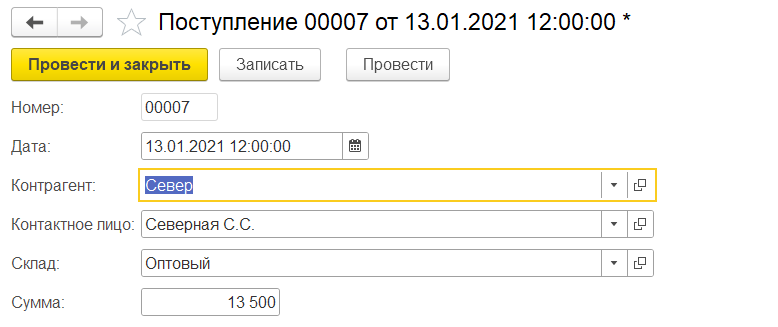 Поступление 00007 от 13.01.2021 12:00:00 *
Провести и закрыть Записать Провести
Номер: 00007
Дата: 13.01.2021 12:00:00
Контрагент: Север
Контактное лицо: Северная С.С.
Склад: Оптовый
Сумма: 13 500